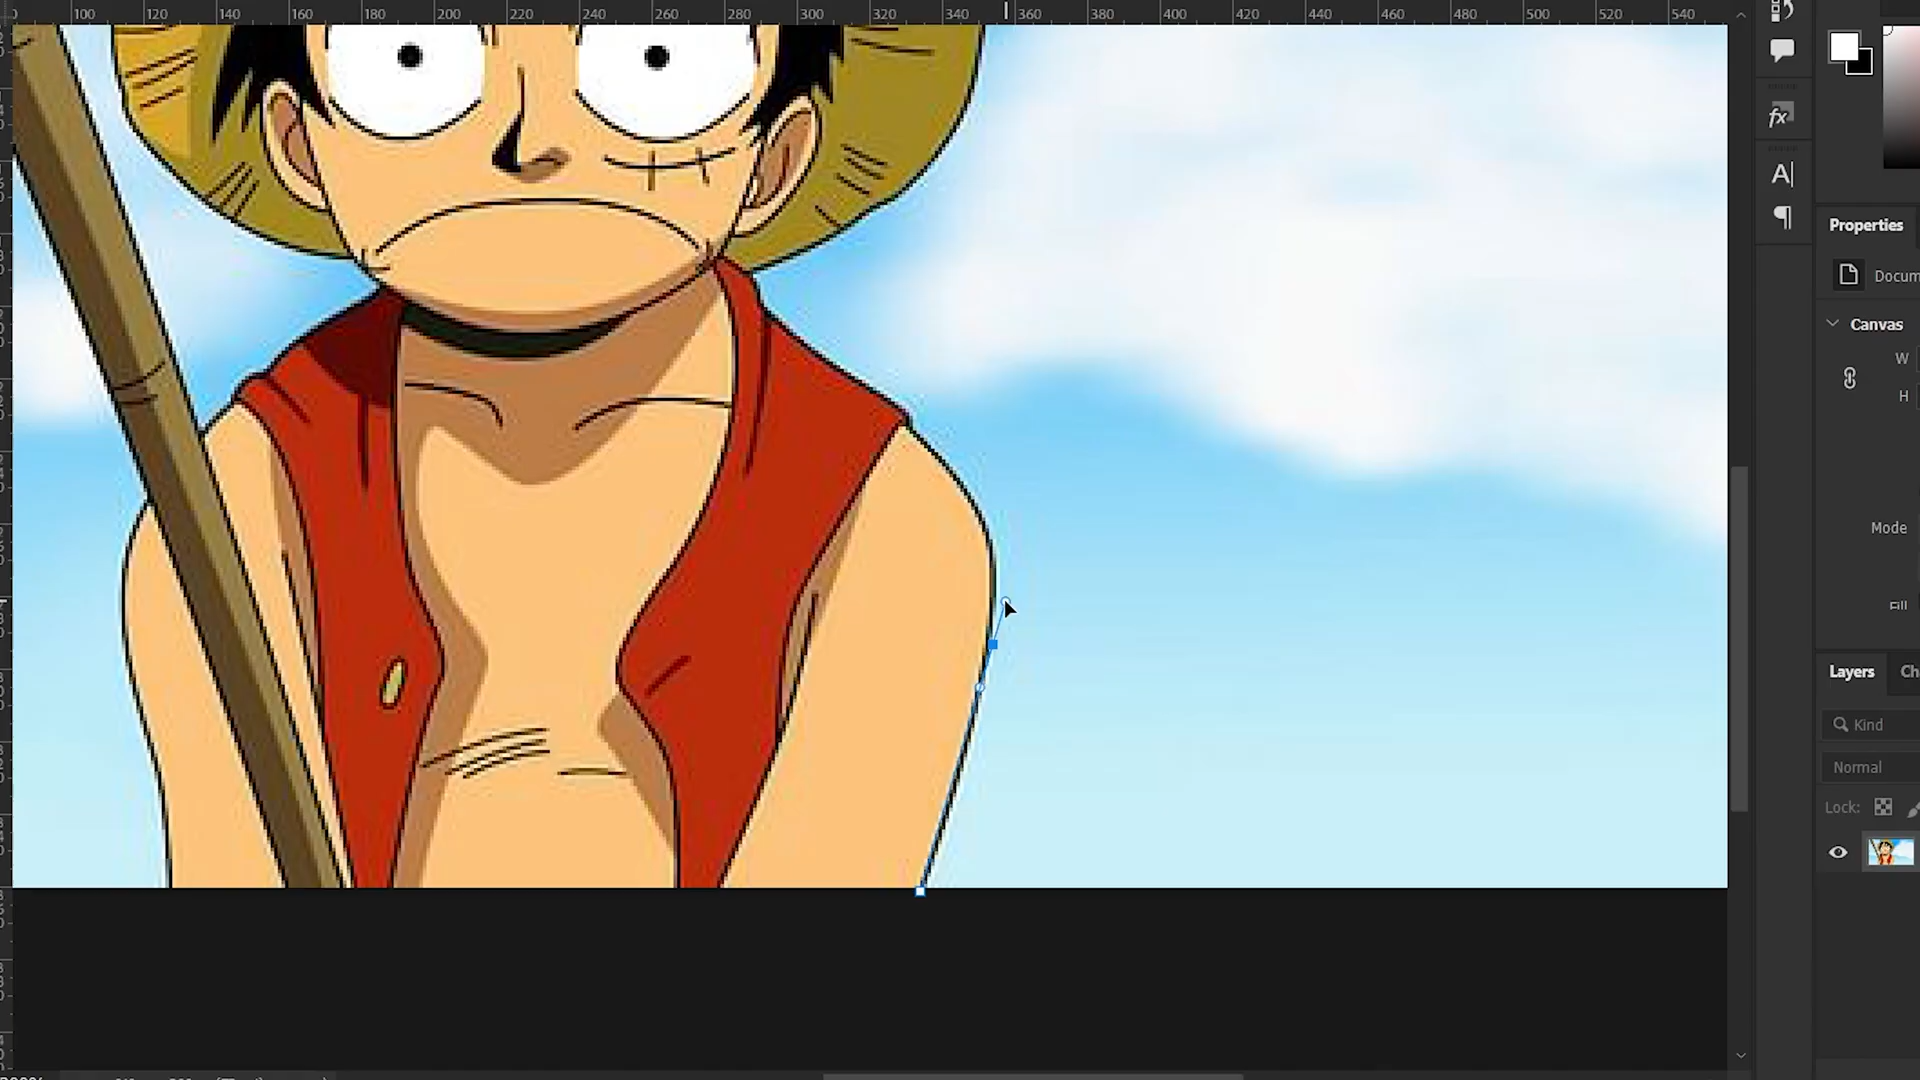 100 120 140 160 180 200 220 240 260 280 300 320 340 360 380 400 420 440 460 480 500 520 540
fx
A|
¶
Properties
Docum
Canvas
W
H
Mode
Fill
Layers Ch
Kind
Normal
Lock: